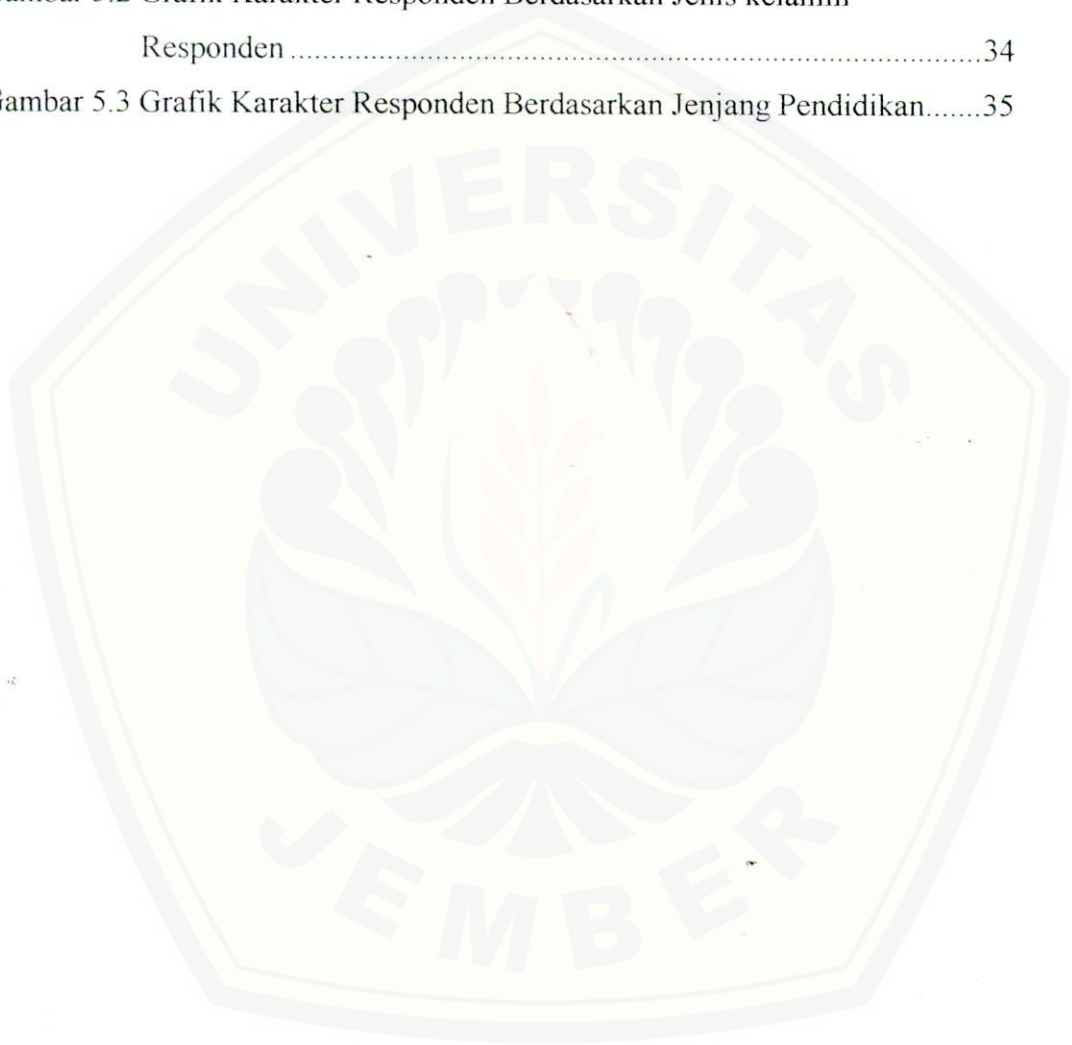 Gambar 5.2 Grafik Karakter Responden Berdasarkan Jenis kelamin
Responden ....................................................................................34
Gambar 5.3 Grafik Karakter Responden Berdasarkan Jenjang Pendidikan.......35
UNIVERSITAS
JEMBER